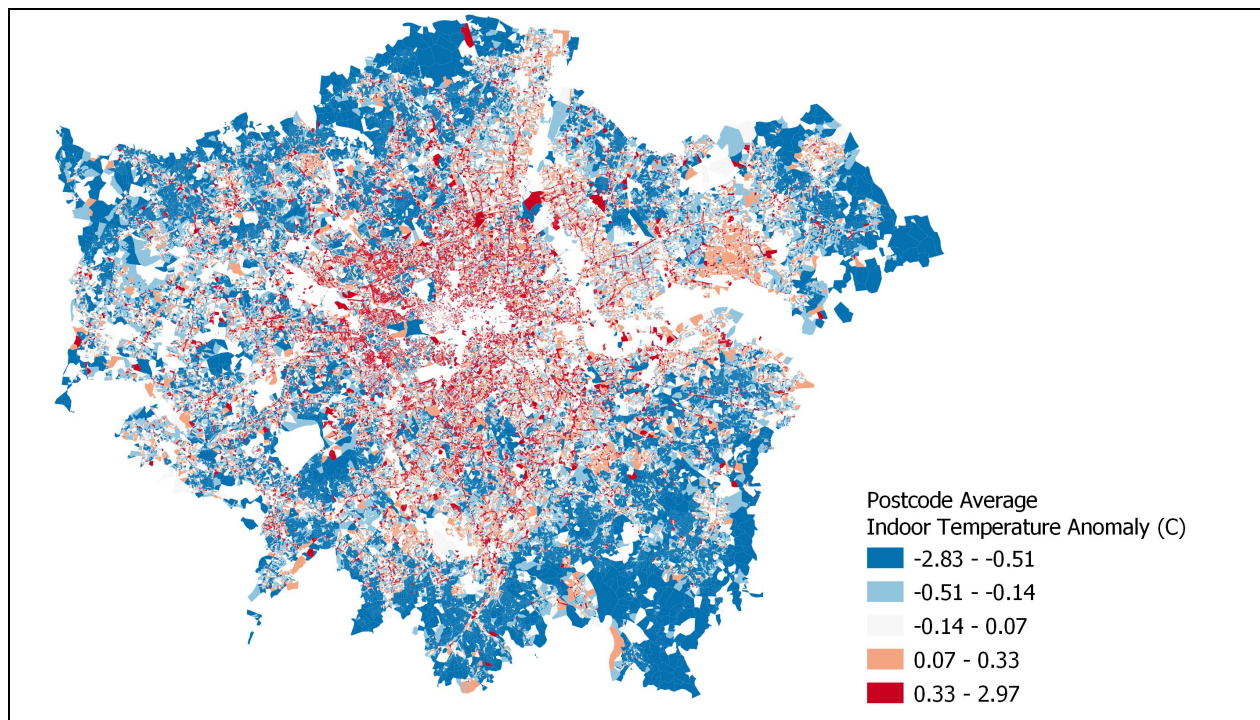 Postcode Average
Indoor Temperature Anomaly (C)
-2.83 - -0.51
-0.51 - -0.14
-0.14 - 0.07
0.07 - 0.33
0.33 - 2.97